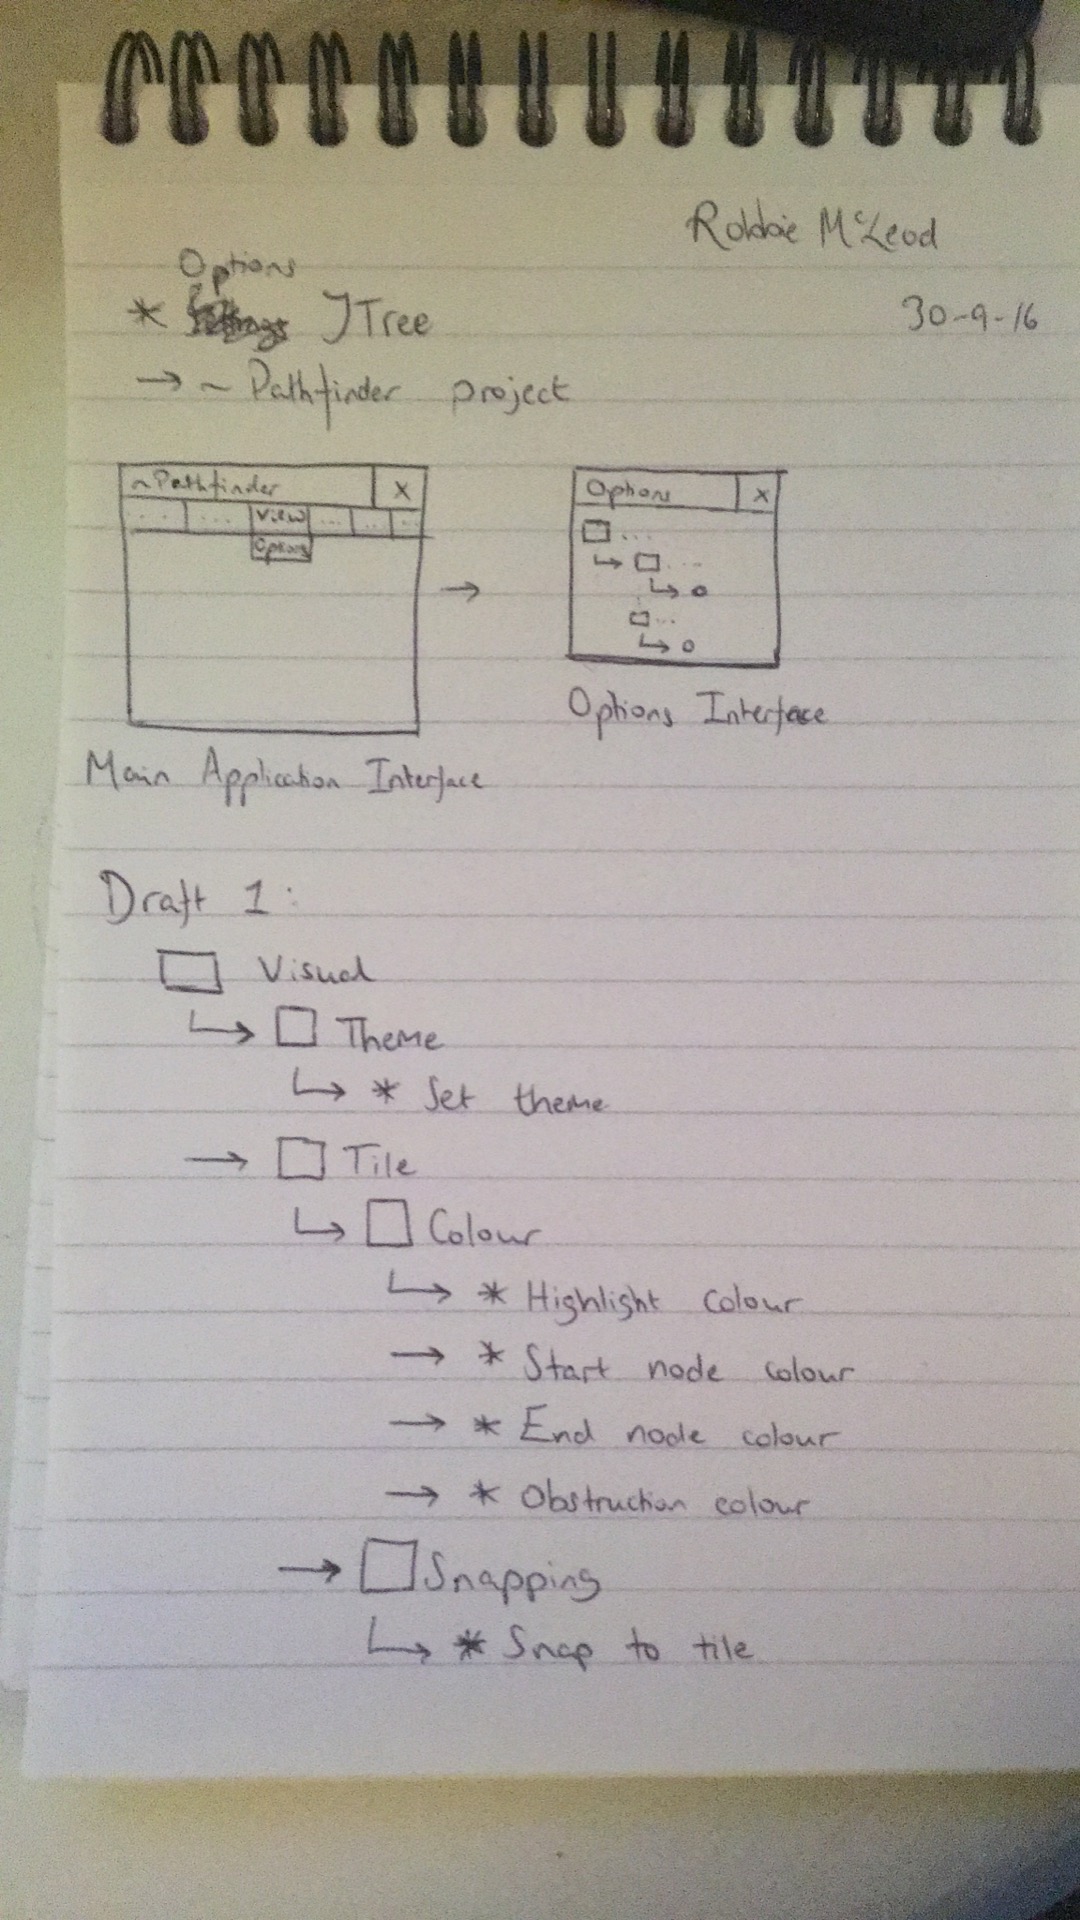 Robbie McLeod
Options
* Settings JTree
30-9-16
→ ~ Pathfinder project
~ Pathfinder X
... ... View ... ... ...
Options
→
Options X
...
↳ ...
↳ o
...
↳ o
Options Interface
Main Application Interface
Draft 1:
Visual
↳ Theme
↳ * Set theme
→ Tile
↳ Colour
↳ * Highlight colour
→ * Start node colour
→ * End node colour
→ * Obstruction colour
→ Snapping
↳ * Snap to tile